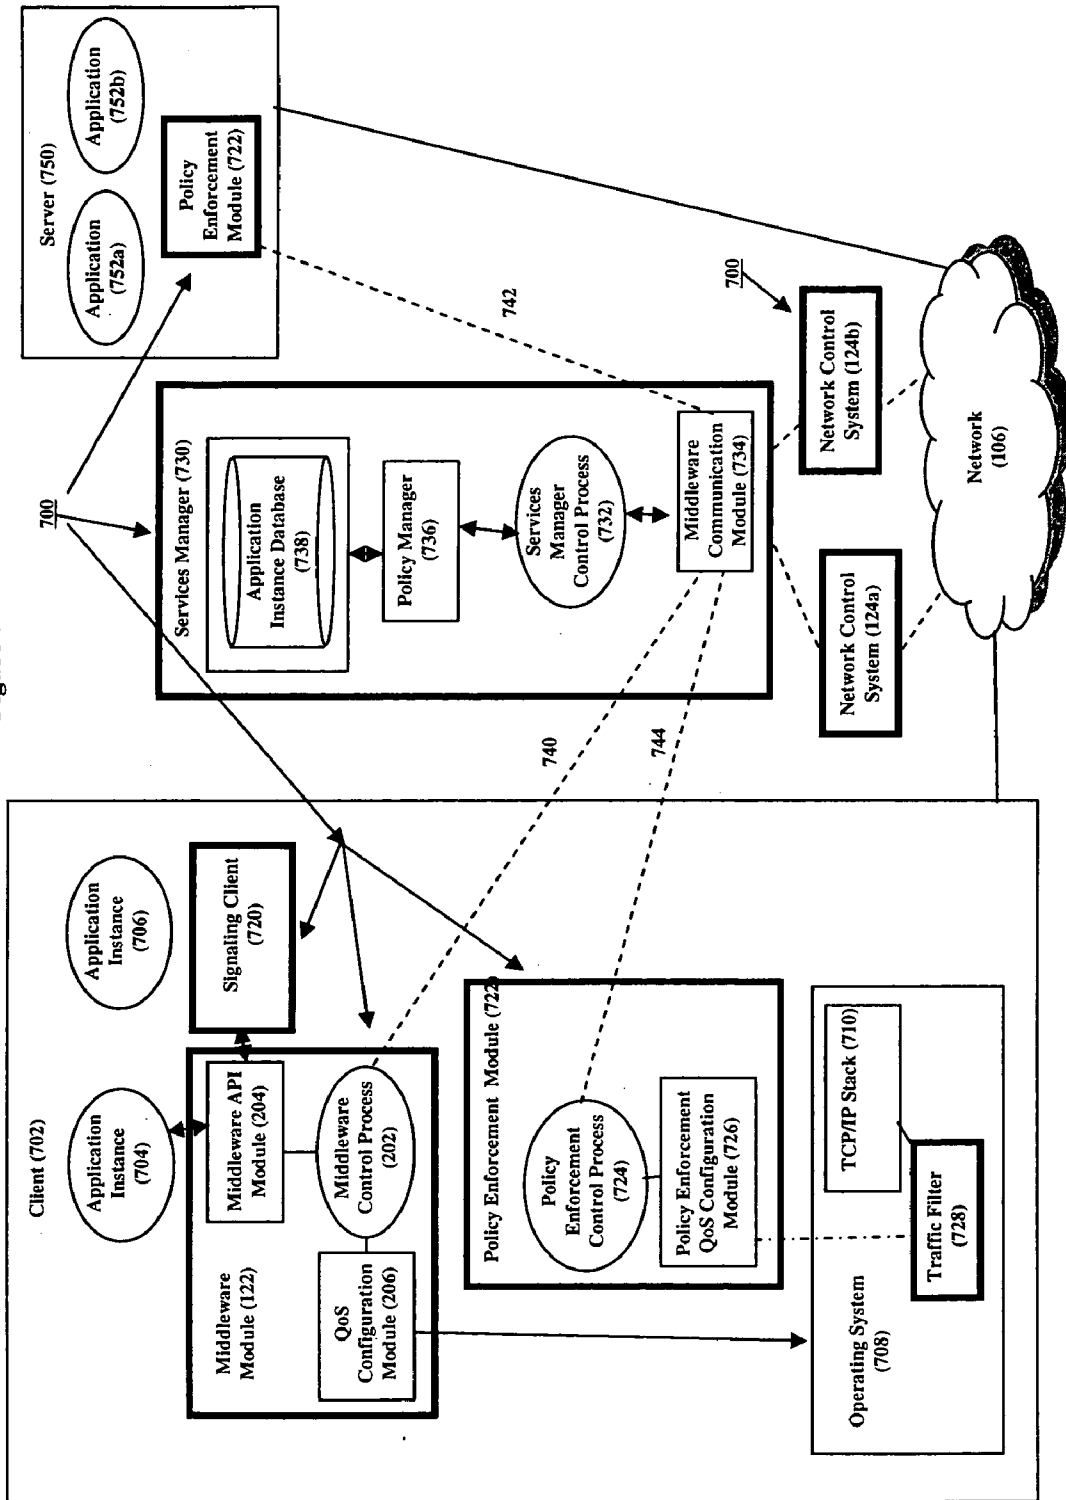 Client (702)
Application
Instance
(704)
Application
Instance
(706)
Middleware
Module (122)
Middleware API
Module (204)
Signaling Client
(720)
QoS
Configuration
Module (206)
Middleware
Control Process
(202)
Policy Enforcement Module (722)
Policy
Enforcement
Control Process
(724)
Policy Enforcement
QoS Configuration
Module (726)
Operating System
(708)
TCP/IP Stack (710)
Traffic Filter
(728)
700
740
744
Services Manager (730)
Application
Instance Database
(738)
Policy Manager
(736)
Services
Manager
Control Process
(732)
Middleware
Communication
Module (734)
742
Server (750)
Application
(752a)
Application
(752b)
Policy
Enforcement
Module (722)
700
Network Control
System (124a)
Network Control
System (124b)
Network
(106)